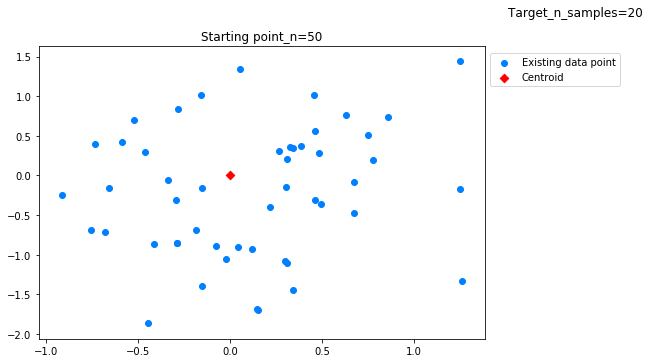 Target_n_samples=20
Starting point_n=50
Existing data point
Centroid
1.5
1.0
0.5
0.0
−0.5
−1.0
−1.5
−2.0
−1.0 −0.5 0.0 0.5 1.0